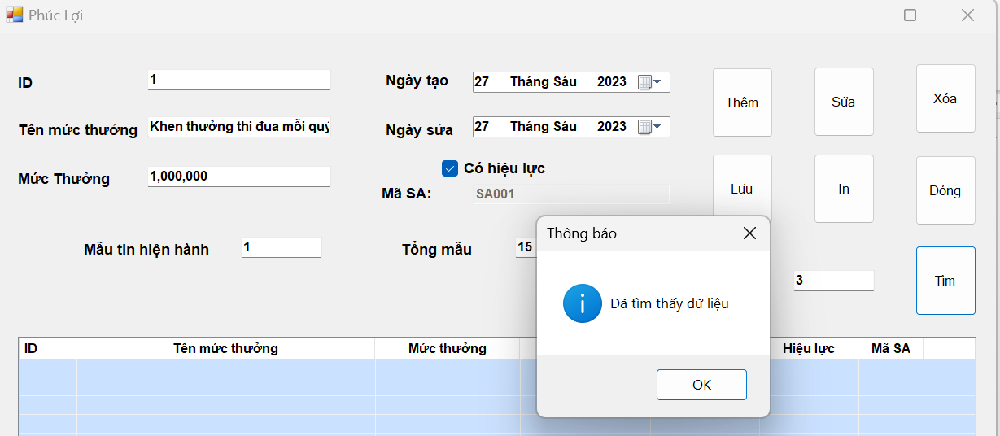 Phúc Lợi
ID
1
Ngày tạo
27 Tháng Sáu 2023
Thêm
Sửa
Xóa
Tên mức thưởng
Khen thưởng thi đua mỗi quý
Ngày sửa
27 Tháng Sáu 2023
Mức Thưởng
1,000,000
Có hiệu lực
Mã SA:
SA001
Lưu
In
Đóng
Mẫu tin hiện hành
1
Tổng mẫu
15
3
Tìm
Thông báo
Đã tìm thấy dữ liệu
OK
ID Tên mức thưởng Mức thưởng Hiệu lực Mã SA